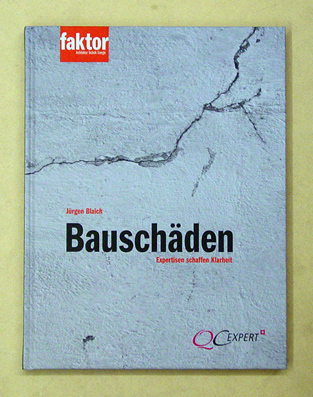 faktor
Jürgen Blaich
Bauschäden
Expertisen schaffen Klarheit
QC EXPERT